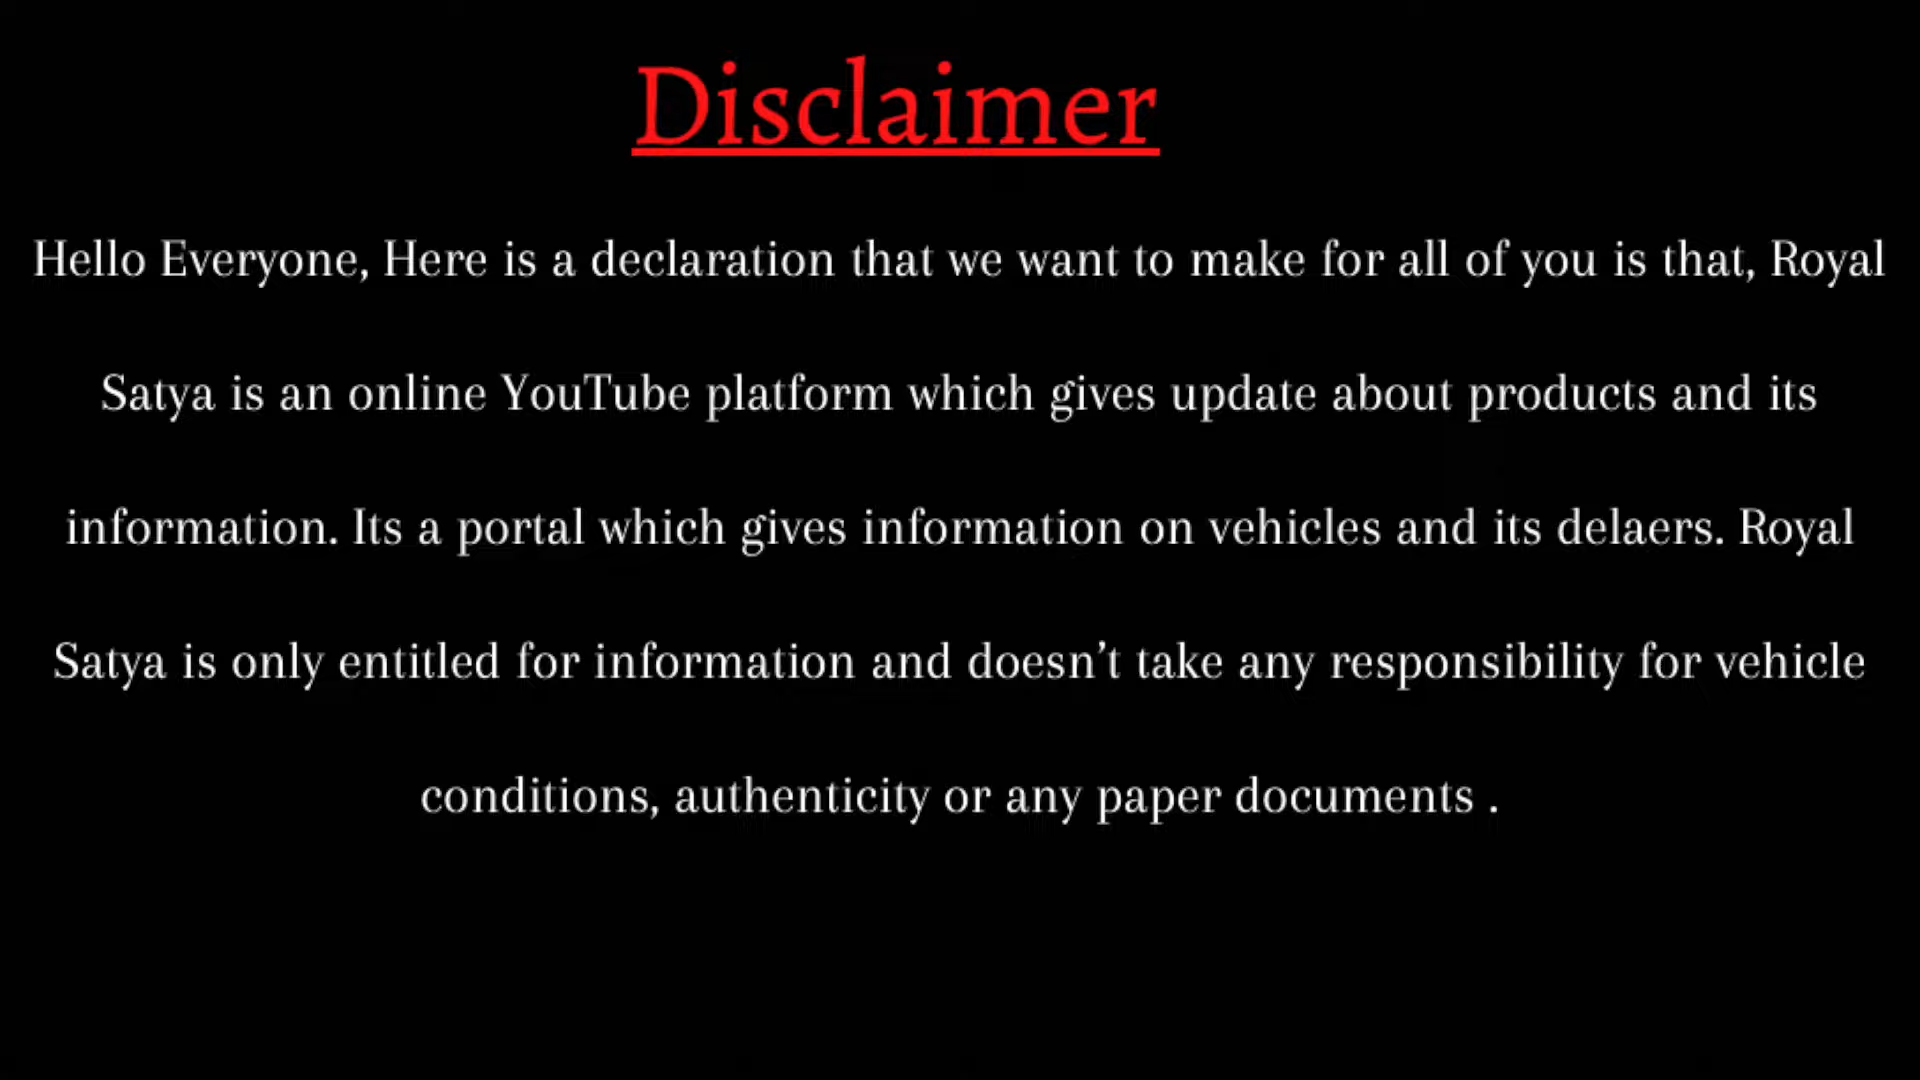 Disclaimer
Hello Everyone, Here is a declaration that we want to make for all of you is that, Royal
Satya is an online YouTube platform which gives update about products and its
information. Its a portal which gives information on vehicles and its delaers. Royal
Satya is only entitled for information and doesn’t take any responsibility for vehicle
conditions, authenticity or any paper documents .